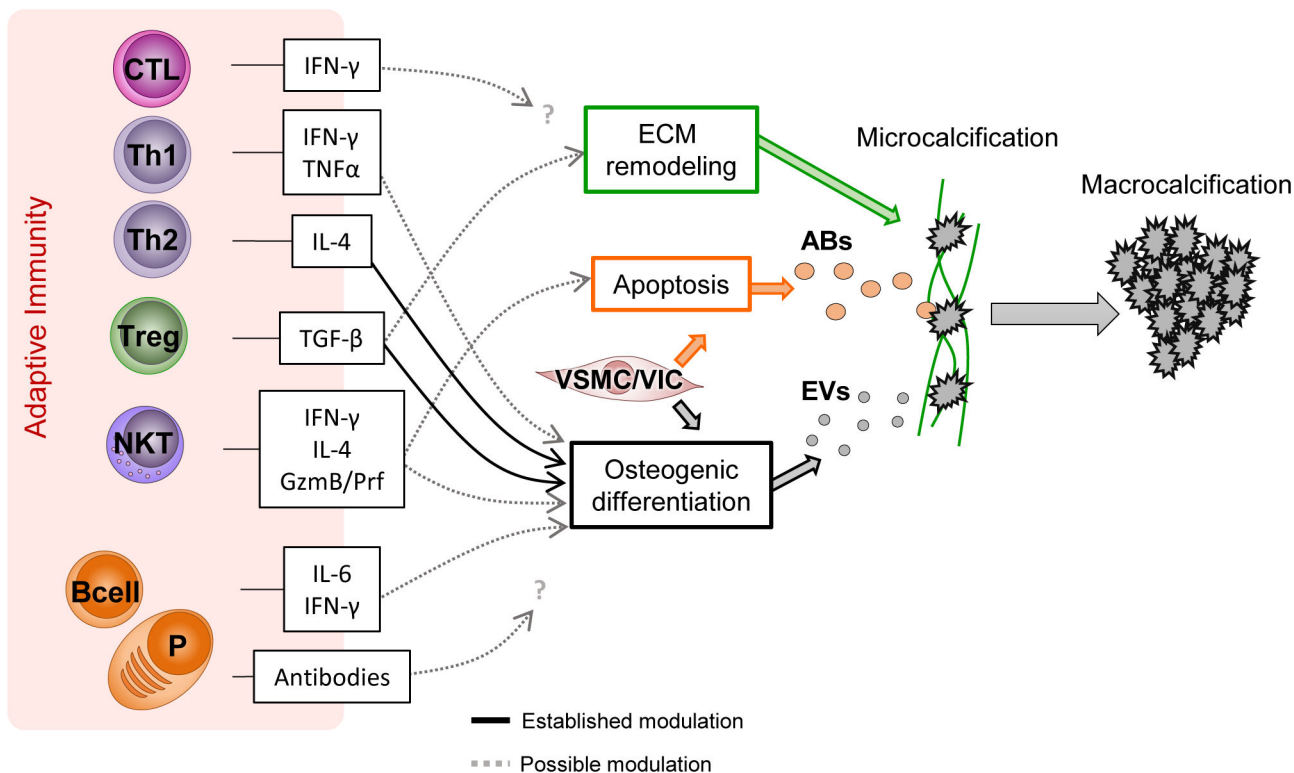 Adaptive Immunity
CTL
IFN-γ
?
Th1
IFN-γ
TNFα
Th2
IL-4
Treg
TGF-β
NKT
IFN-γ
IL-4
GzmB/Prf
Bcell
IL-6
IFN-γ
P
Antibodies
?
ECM
remodeling
Apoptosis
VSMC/VIC
Osteogenic
differentiation
ABs
EVs
Microcalcification
Macrocalcification
Established modulation
Possible modulation